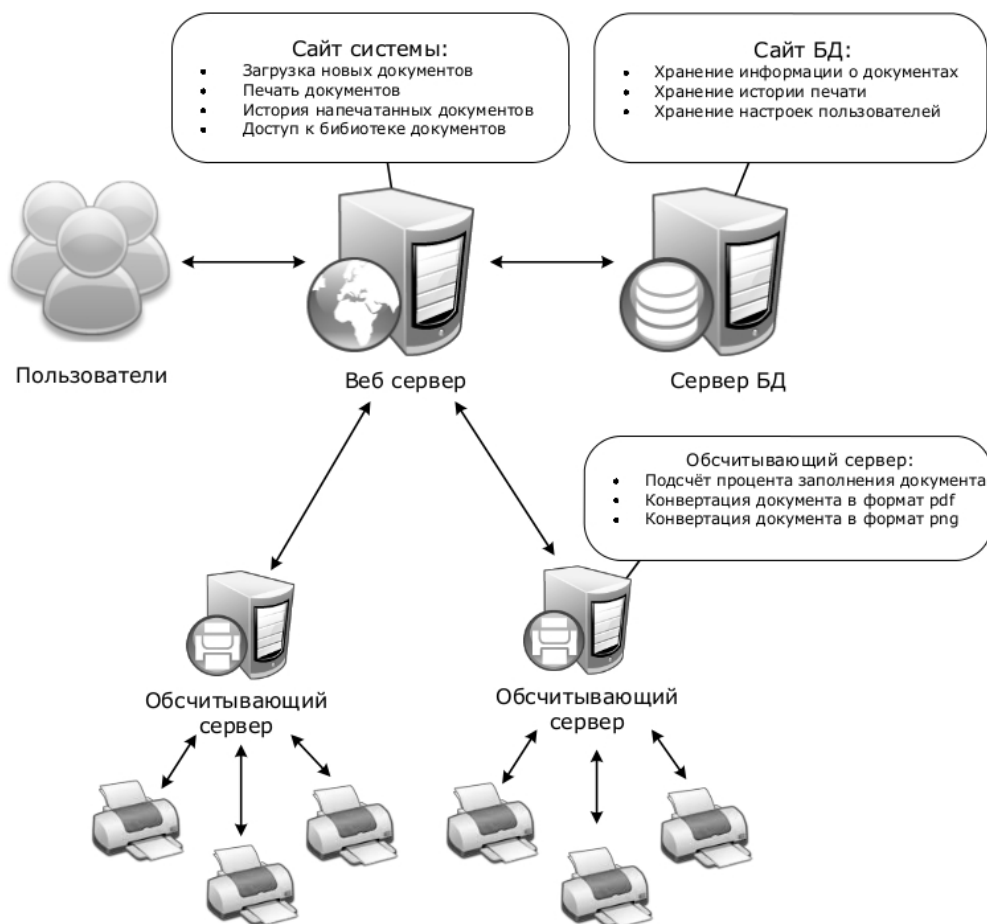 Сайт системы:
• Загрузка новых документов
• Печать документов
• История напечатанных документов
• Доступ к бибиотеке документов
Сайт БД:
• Хранение информации о документах
• Хранение истории печати
• Хранение настроек пользователей
Пользователи
Веб сервер
Сервер БД
Обсчитывающий сервер:
• Подсчёт процента заполнения документа
• Конвертация документа в формат pdf
• Конвертация документа в формат png
Обсчитывающий
сервер
Обсчитывающий
сервер